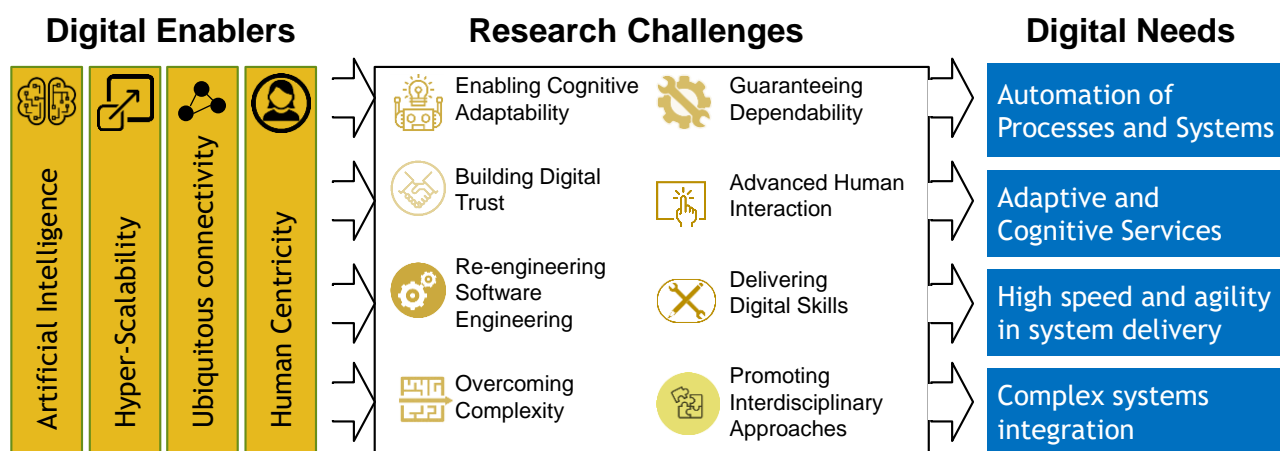 Digital Enablers
Research Challenges
Digital Needs
Artificial Intelligence
Hyper-Scalability
Ubiquitous connectivity
Human Centricity
Enabling Cognitive
Adaptability
Guaranteeing
Dependability
Building Digital
Trust
Advanced Human
Interaction
Re-engineering
Software
Engineering
Delivering
Digital Skills
Overcoming
Complexity
Promoting
Interdisciplinary
Approaches
Automation of
Processes and Systems
Adaptive and
Cognitive Services
High speed and agility
in system delivery
Complex systems
integration